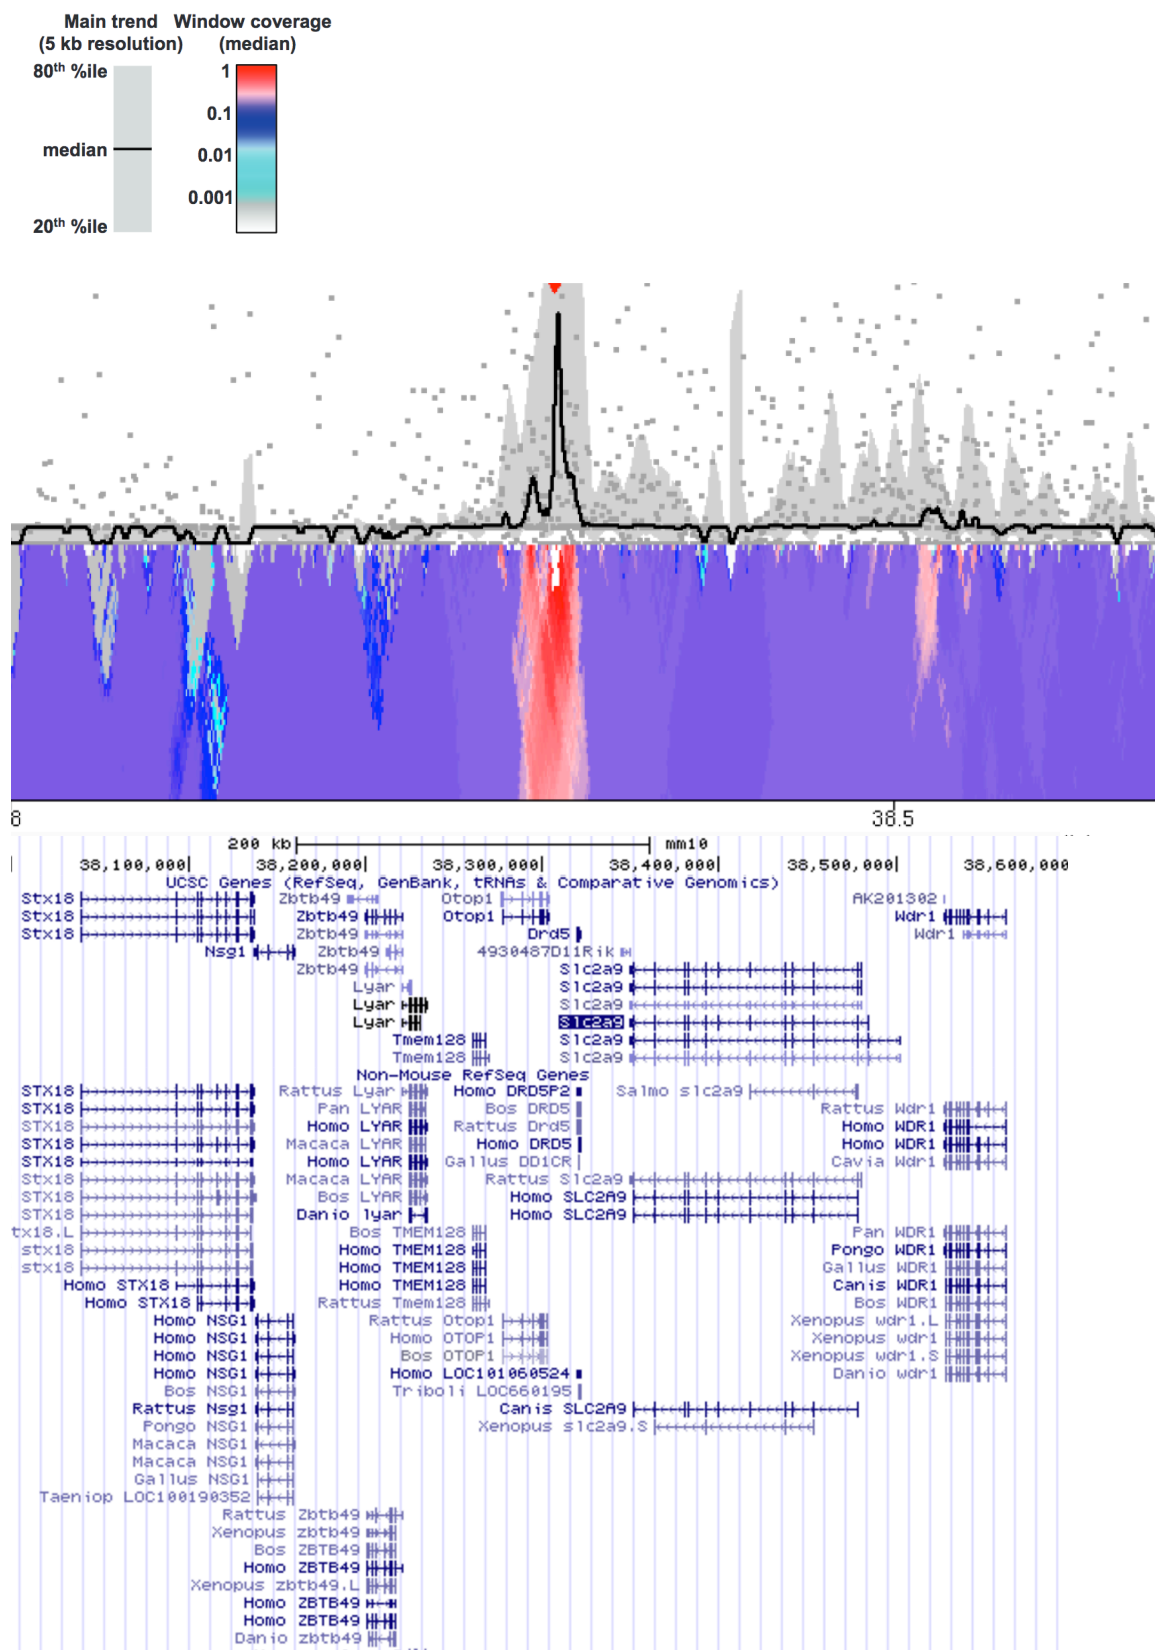 Main trend Window coverage
(5 kb resolution) (median)
80th %ile 1
0.1
median
0.01
0.001
20th %ile
8 38.5
200 kb mm10
38,100,000 38,200,000 38,300,000 38,400,000 38,500,000 38,600,000
UCSC Genes (RefSeq, GenBank, tRNAs & Comparative Genomics)
Stx18 Zbtb49 Otop1 AK201302
Stx18 Zbtb49 Otop1 Wdr1
Stx18 Zbtb49 Drd5 Wdr1
Nsg1 Zbtb49 4930487D11Rik
Zbtb49 Slc2a9
Lyar Slc2a9
Lyar Slc2a9
Lyar Slc2a9
Tmem128 Slc2a9
Tmem128 Slc2a9
Non-Mouse RefSeq Genes
STX18 Rattus Lyar Homo DRD5P2 Salmo slc2a9
STX18 Pan LYAR Bos DRD5 Rattus Wdr1
STX18 Homo LYAR Rattus Drd5 Homo WDR1
STX18 Macaca LYAR Homo DRD5 Homo WDR1
STX18 Homo LYAR Gallus DD1CR Cavia Wdr1
Stx18 Macaca LYAR Rattus Slc2a9
STX18 Bos LYAR Homo SLC2A9
STX18 Danio lyar Homo SLC2A9
tx18.L Bos TMEM128 Pan WDR1
stx18 Homo TMEM128 Pongo WDR1
stx18 Homo TMEM128 Gallus WDR1
Homo STX18 Homo TMEM128 Canis WDR1
Homo STX18 Rattus Tmem128 Bos WDR1
Homo NSG1 Rattus Otop1 Xenopus wdr1.L
Homo NSG1 Homo OTOP1 Xenopus wdr1
Homo NSG1 Bos OTOP1 Xenopus wdr1.S
Homo NSG1 Homo LOC101060524 Danio wdr1
Bos NSG1 Triboli LOC660195
Rattus Nsg1 Canis SLC2A9
Pongo NSG1 Xenopus slc2a9.S
Macaca NSG1
Macaca NSG1
Gallus NSG1
Taeniop LOC100190352
Rattus Zbtb49
Xenopus zbtb49
Bos ZBTB49
Homo ZBTB49
Xenopus zbtb49.L
Homo ZBTB49
Homo ZBTB49
Danio zbtb49